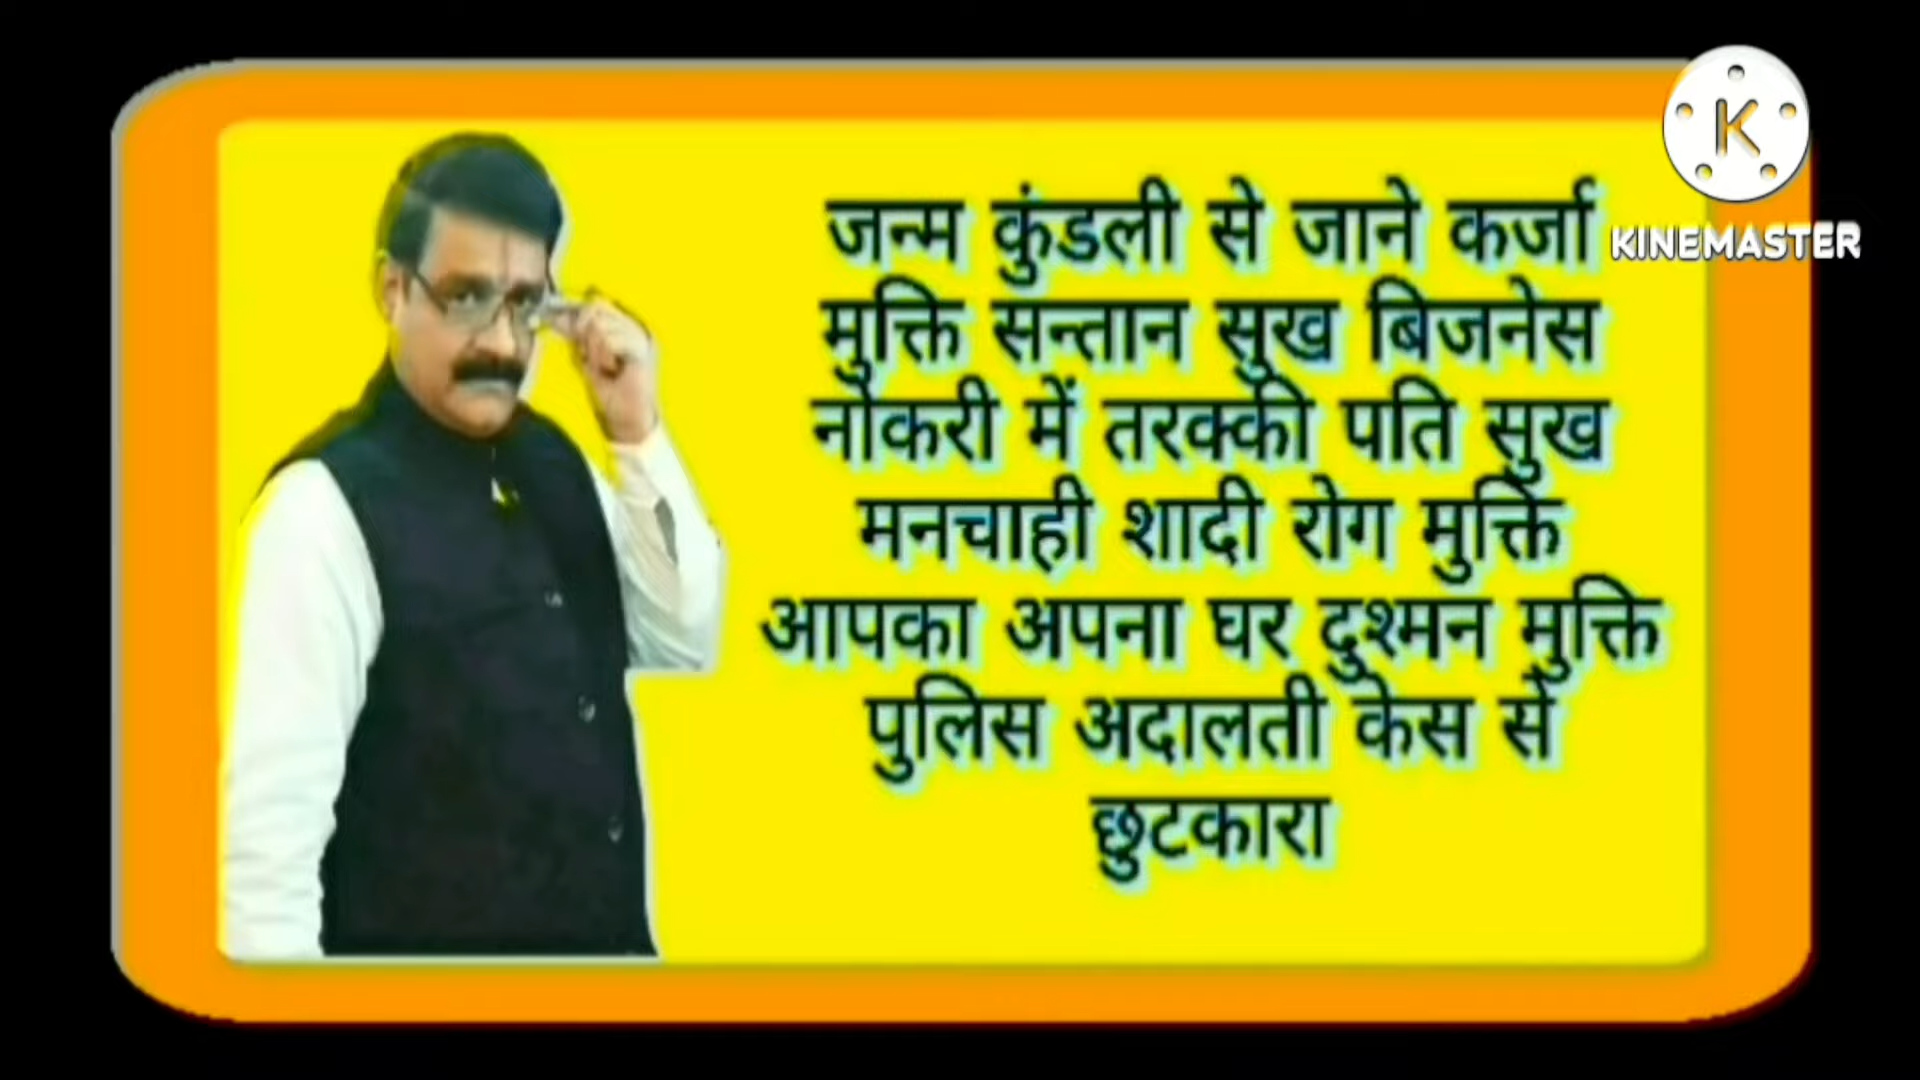 जन्म कुंडली से जाने कर्जा
मुक्ति सन्तान सुख बिजनेस
नौकरी में तरक्की पति सुख
मनचाही शादी रोग मुक्ति
आपका अपना घर दुश्मन मुक्ति
पुलिस अदालती केस से
छुटकारा
K
KINEMASTER